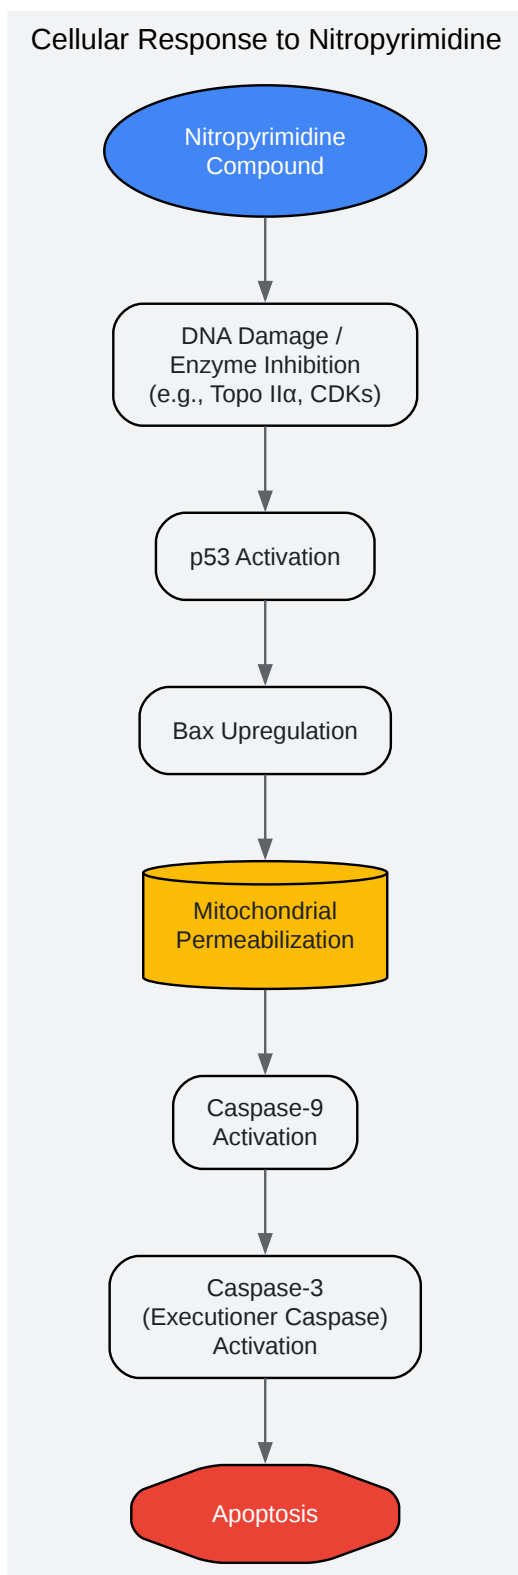 Cellular Response to Nitropyrimidine
Nitropyrimidine
Compound
DNA Damage /
Enzyme Inhibition
(e.g., Topo IIα, CDKs)
p53 Activation
Bax Upregulation
Mitochondrial
Permeabilization
Caspase-9
Activation
Caspase-3
(Executioner Caspase)
Activation
Apoptosis